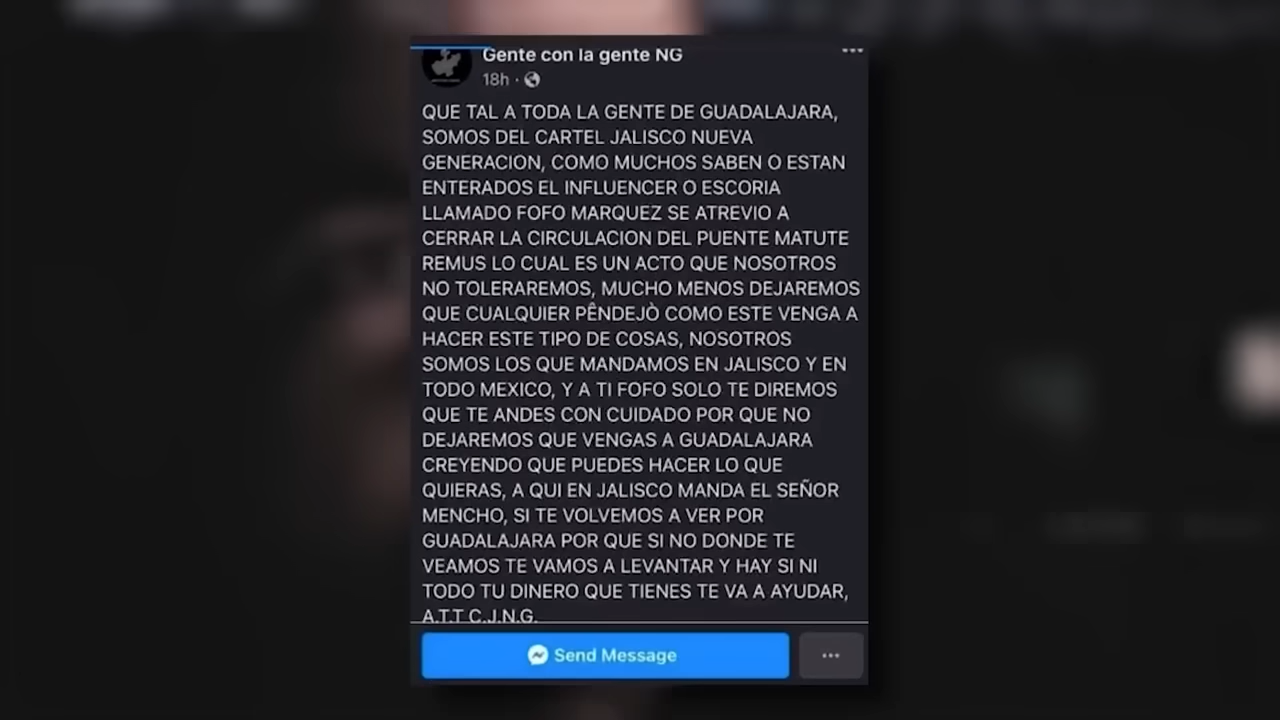 Gente con la gente NG
18h ·
QUE TAL A TODA LA GENTE DE GUADALAJARA,
SOMOS DEL CARTEL JALISCO NUEVA
GENERACION, COMO MUCHOS SABEN O ESTAN
ENTERADOS EL INFLUENCER O ESCORIA
LLAMADO FOFO MARQUEZ SE ATREVIO A
CERRAR LA CIRCULACION DEL PUENTE MATUTE
REMUS LO CUAL ES UN ACTO QUE NOSOTROS
NO TOLERAREMOS, MUCHO MENOS DEJAREMOS
QUE CUALQUIER PÊNDEJÒ COMO ESTE VENGA A
HACER ESTE TIPO DE COSAS, NOSOTROS
SOMOS LOS QUE MANDAMOS EN JALISCO Y EN
TODO MEXICO, Y A TI FOFO SOLO TE DIREMOS
QUE TE ANDES CON CUIDADO POR QUE NO
DEJAREMOS QUE VENGAS A GUADALAJARA
CREYENDO QUE PUEDES HACER LO QUE
QUIERAS, A QUI EN JALISCO MANDA EL SEÑOR
MENCHO, SI TE VOLVEMOS A VER POR
GUADALAJARA POR QUE SI NO DONDE TE
VEAMOS TE VAMOS A LEVANTAR Y HAY SI NI
TODO TU DINERO QUE TIENES TE VA A AYUDAR,
A.T.T C.J.N.G.
Send Message